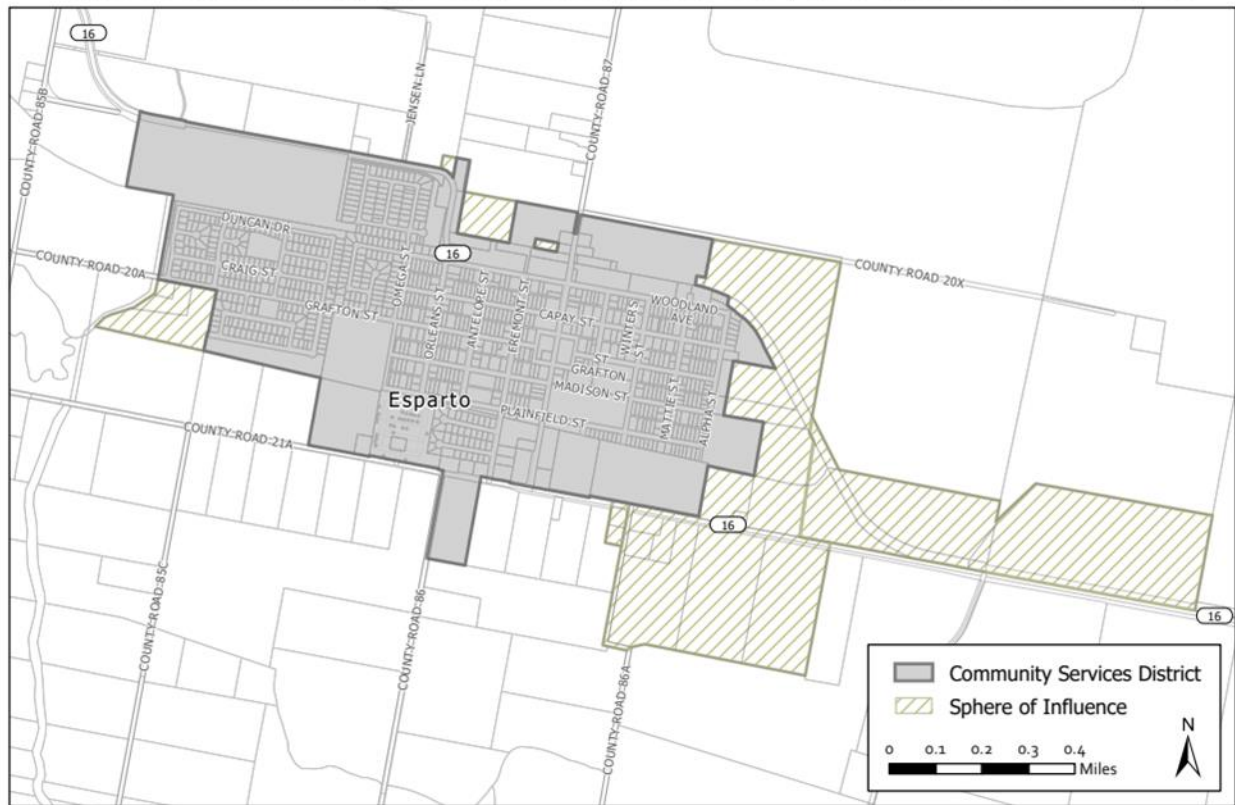 16
COUNTY ROAD 85B
JENSEN LN
COUNTY ROAD 87
DUNCAN DR
16
COUNTY ROAD 20A
CRAIG ST
OMEGA ST
COUNTY ROAD 20X
GRAFTON ST
ORLEANS ST
ANTELOPE ST
FREMONT ST
CAPAY ST
WINTERS
ST
WOODLAND
AVE
ST
GRAFTON
MADISON ST
Esparto
PLAINFIELD ST
MATTIE ST
ALPHA ST
COUNTY ROAD 21A
16
COUNTY ROAD 85C
COUNTY ROAD 86
COUNTY ROAD 86A
16
Community Services District
Sphere of Influence
N
0 0.1 0.2 0.3 0.4
Miles